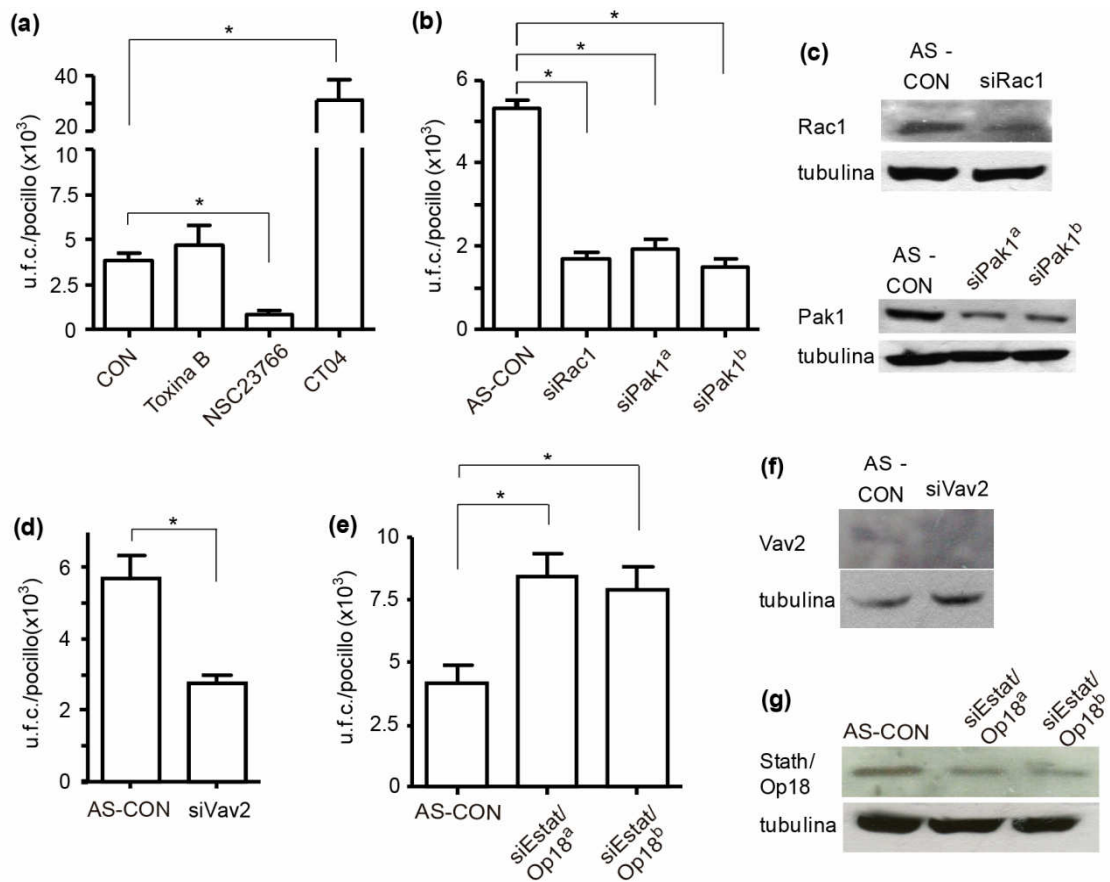 (a)
*
*
u.f.c./pocillo (x10³)
40
20
10
7.5
5
2.5
0
CON
Toxina B
NSC23766
CT04
(b)
*
*
*
u.f.c./pocillo (x10³)
6
4
2
0
AS-CON
siRac1
siPak1ᵃ
siPak1ᵇ
(c)
AS -
CON
siRac1
Rac1
tubulina
AS -
CON
siPak1ᵃ
siPak1ᵇ
Pak1
tubulina
(d)
*
u.f.c./pocillo(x10³)
6
4
2
0
AS-CON
siVav2
(e)
*
*
u.f.c./pocillo (x10³)
10
7.5
5
2.5
0
AS-CON
siEstat/
Op18ᵃ
siEstat/
Op18ᵇ
(f)
AS -
CON
siVav2
Vav2
tubulina
(g)
AS-CON
siEstat/
Op18ᵃ
siEstat/
Op18ᵇ
Stath/
Op18
tubulina